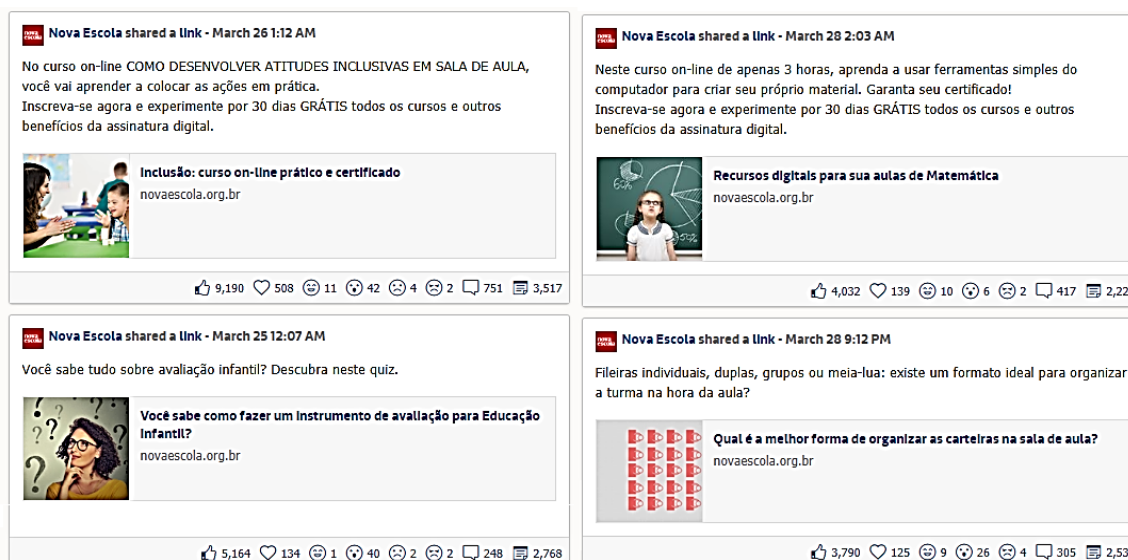 Nova Escola shared a link - March 26 1:12 AM
No curso on-line COMO DESENVOLVER ATITUDES INCLUSIVAS EM SALA DE AULA,
você vai aprender a colocar as ações em prática.
Inscreva-se agora e experimente por 30 dias GRÁTIS todos os cursos e outros
benefícios da assinatura digital.
Inclusão: curso on-line prático e certificado
novaescola.org.br
9,190 508 11 42 4 2 751 3,517
Nova Escola shared a link - March 25 12:07 AM
Você sabe tudo sobre avaliação infantil? Descubra neste quiz.
Você sabe como fazer um instrumento de avaliação para Educação
Infantil?
novaescola.org.br
5,164 134 1 40 2 2 248 2,768
Nova Escola shared a link - March 28 2:03 AM
Neste curso on-line de apenas 3 horas, aprenda a usar ferramentas simples do
computador para criar seu próprio material. Garanta seu certificado!
Inscreva-se agora e experimente por 30 dias GRÁTIS todos os cursos e outros
benefícios da assinatura digital.
Recursos digitais para sua aulas de Matemática
novaescola.org.br
4,032 139 10 6 2 417 2,22
Nova Escola shared a link - March 28 9:12 PM
Fileiras individuais, duplas, grupos ou meia-lua: existe um formato ideal para organizar
a turma na hora da aula?
Qual é a melhor forma de organizar as carteiras na sala de aula?
novaescola.org.br
3,790 125 9 26 4 305 2,53